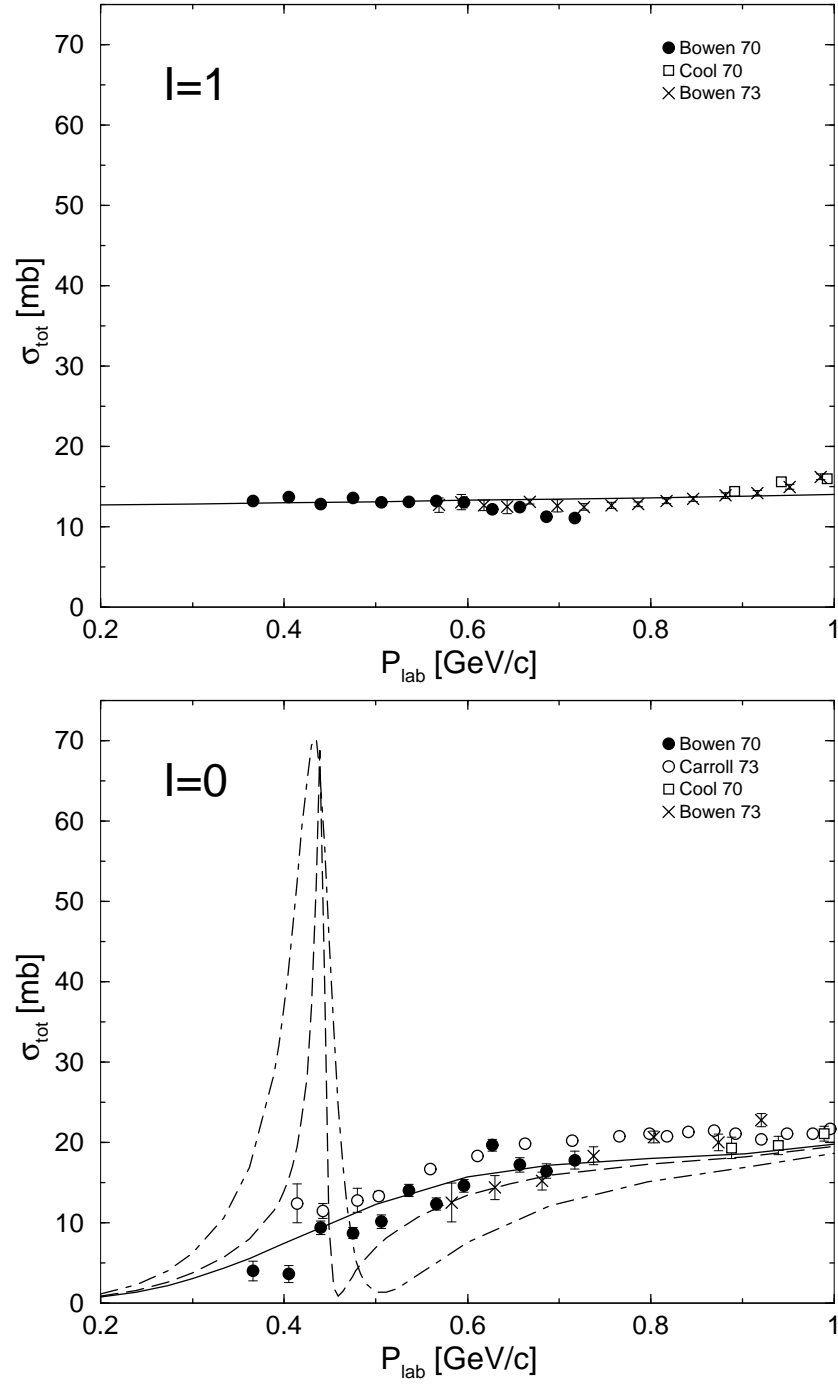 70
60
50
40
30
20
10
0
σtot [mb]
I=1
Bowen 70
Cool 70
Bowen 73
0.2 0.4 0.6 0.8 1
Plab [GeV/c]
70
60
50
40
30
20
10
0
σtot [mb]
I=0
Bowen 70
Carroll 73
Cool 70
Bowen 73
0.2 0.4 0.6 0.8 1
Plab [GeV/c]